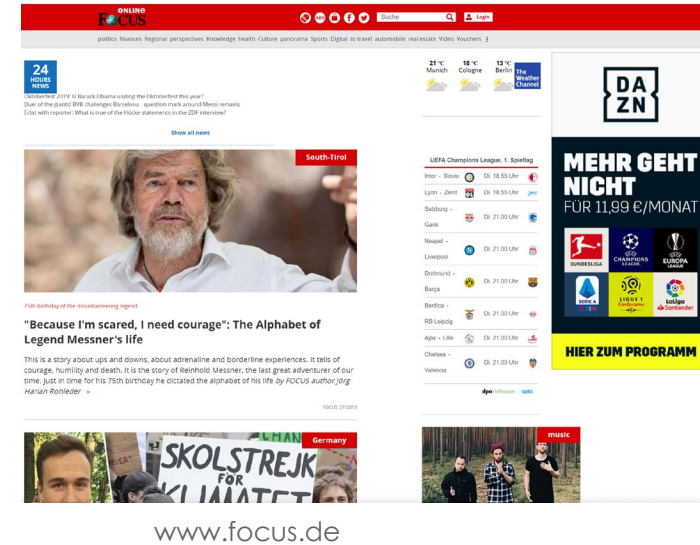 ONLINE
FOCUS
Suche
Login
politics finances Regional perspectives Knowledge health Culture panorama Sports Digital to travel automobile real estate Video Vouchers
24
HOURS
NEWS
Oktoberfest 2019: Is Barack Obama visiting the Oktoberfest this year?
Duel of the giants! BVB challenges Barcelona - question mark around Messi remains
Eclat with reporter: What is true of the Höcke statements in the ZDF interview?
Show all news
South-Tirol
75th birthday of the mountaineering legend
"Because I'm scared, I need courage": The Alphabet of
Legend Messner's life
This is a story about ups and downs, about adrenaline and borderline experiences. It tells of
courage, humility and death. It is the story of Reinhold Messner, the last great adventurer of our
time. Just in time for his 75th birthday he dictated the alphabet of his life by FOCUS author Jörg
Harlan Rohleder »
FOCUS 37/2019
Germany
SKOLSTREJK
FÖR
KLIMATET
21 °C 18 °C 13 °C
Munich Cologne Berlin
The
Weather
Channel
UEFA Champions League, 1. Spieltag
Inter - Slavia Di. 18.55 Uhr
Lyon - Zenit Di. 18.55 Uhr
Salzburg -
Genk Di. 21.00 Uhr
Neapel -
Liverpool Di. 21.00 Uhr
Dortmund -
Barça Di. 21.00 Uhr
Benfica -
RB Leipzig Di. 21.00 Uhr
Ajax - Lille Di. 21.00 Uhr
Chelsea -
Valencia Di. 21.00 Uhr
dpa-infocom | opta
music
DA
ZN
MEHR GEHT
NICHT
FÜR 11,99 €/MONAT
BUNDESLIGA
CHAMPIONS
LEAGUE
EUROPA
LEAGUE
SERIE A
TIM
LIGUE 1
Conforama
LaLiga
Santander
HIER ZUM PROGRAMM
www.focus.de